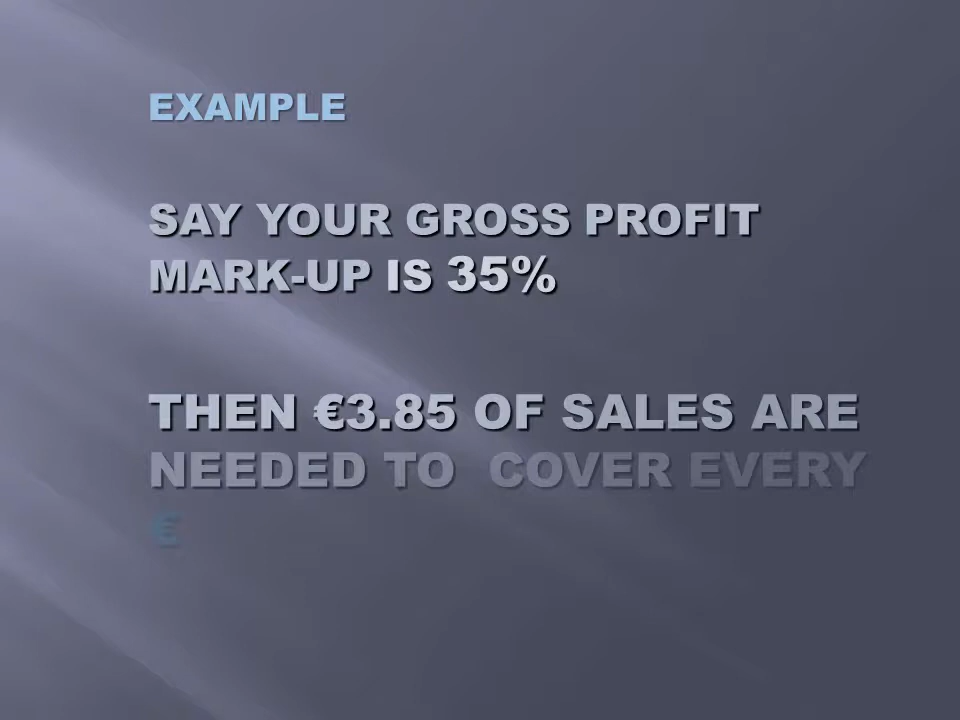 EXAMPLE
SAY YOUR GROSS PROFIT
MARK-UP IS 35%
THEN €3.85 OF SALES ARE
NEEDED TO COVER EVERY
€